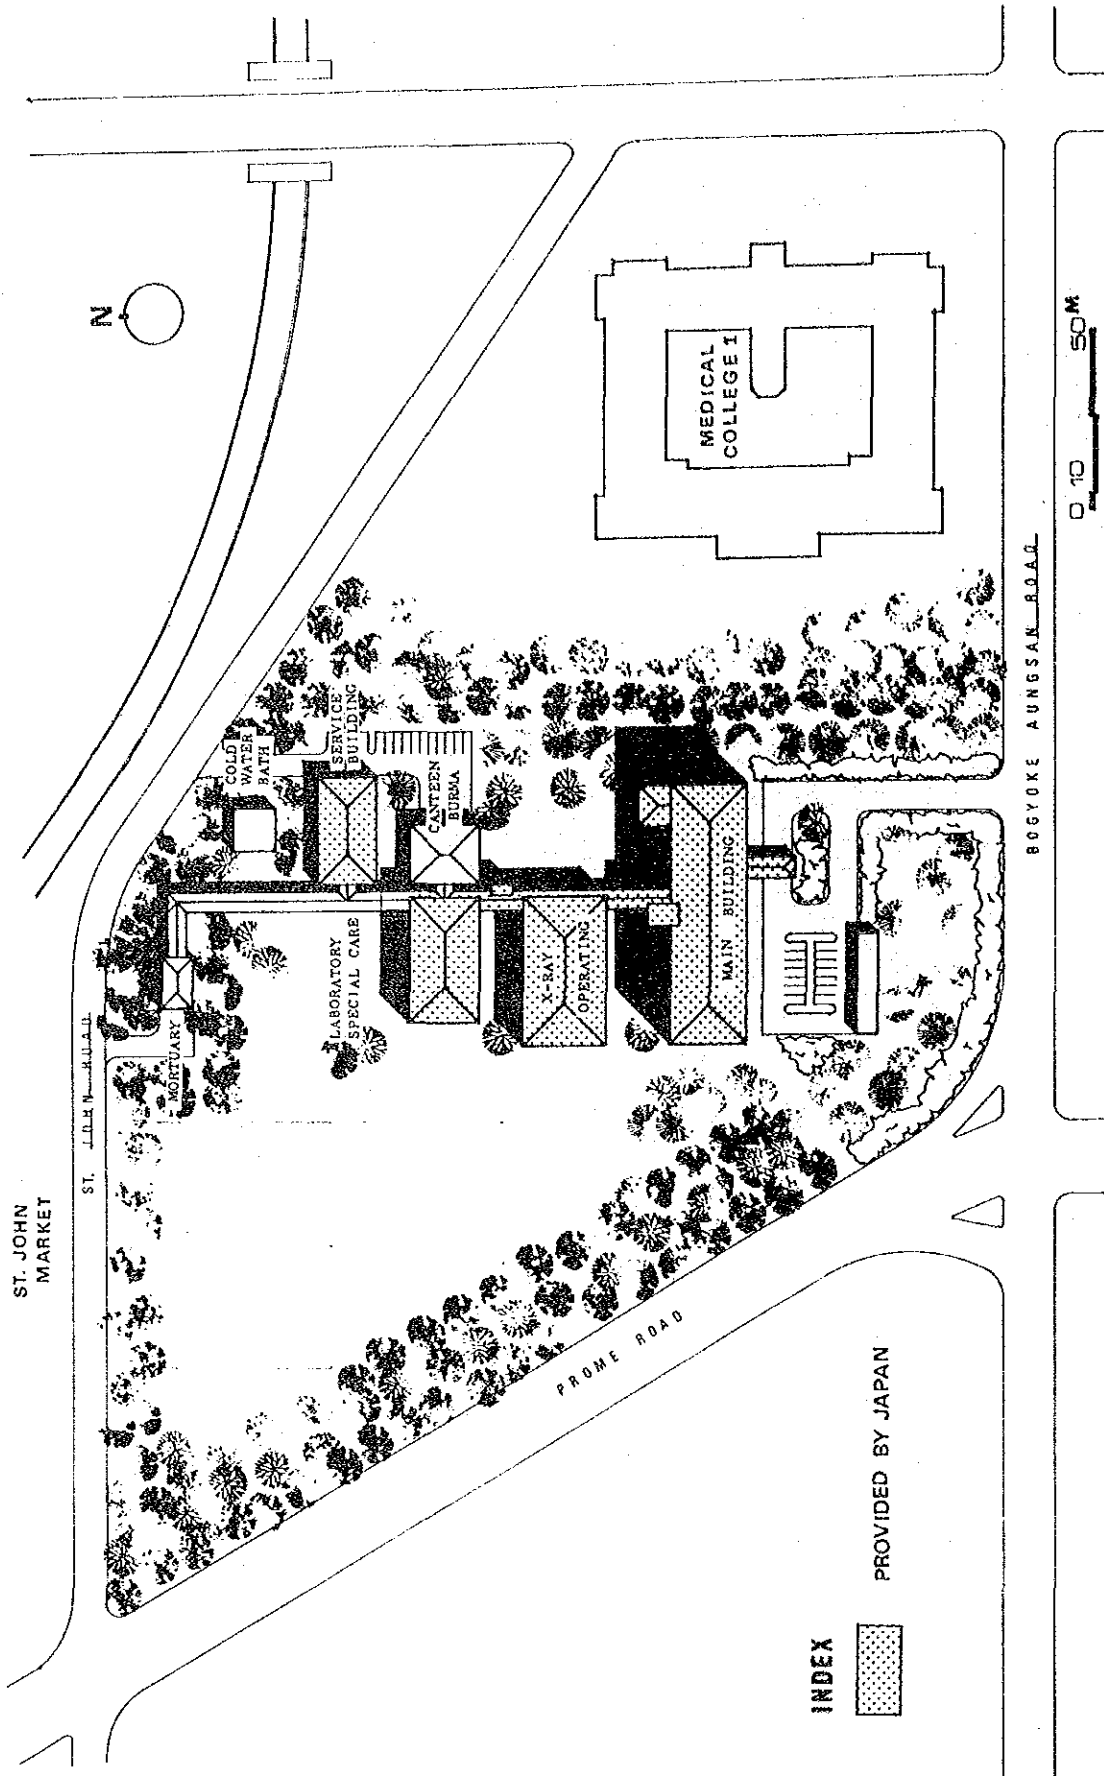 ST. JOHN
MARKET
ST. JOHN ROAD
N
MORTUARY
COLD
WATER
BATH
SERVICE
BUILDING
CANTEEN
BURMA
LABORATORY
SPECIAL CARE
X-RAY
OPERATING
MAIN BUILDING
MEDICAL
COLLEGE I
PROME ROAD
BOGYOKE AUNGSAN ROAD
0 10 50M
INDEX
PROVIDED BY JAPAN